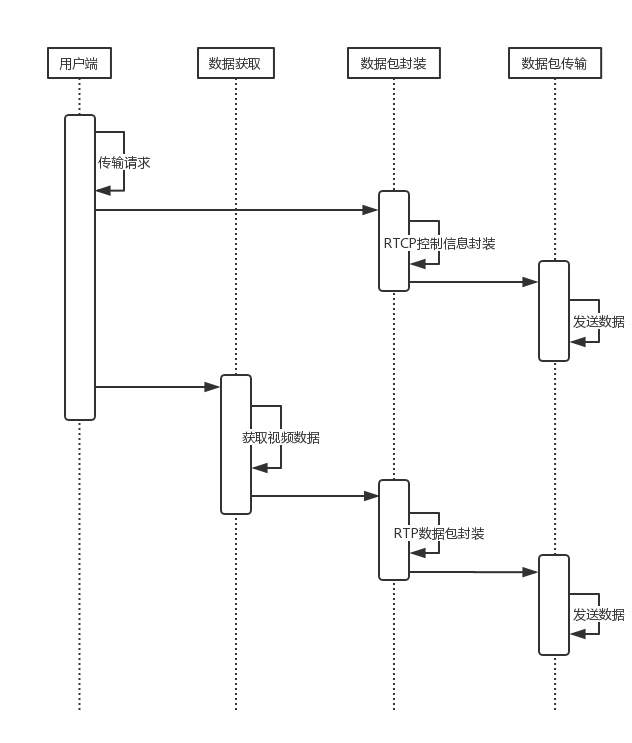 用户端
数据获取
数据包封装
数据包传输
传输请求
RTCP控制信息封装
发送数据
获取视频数据
RTP数据包封装
发送数据